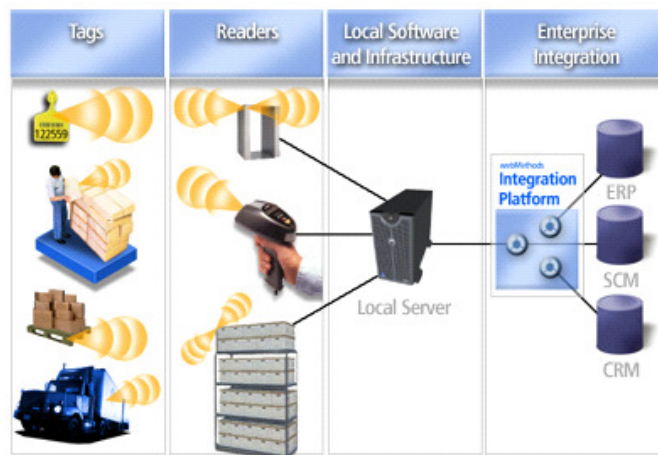 Tags
Readers
Local Software
and Infrastructure
Enterprise
Integration
122559
webMethods
Integration
Platform
ERP
SCM
CRM
Local Server